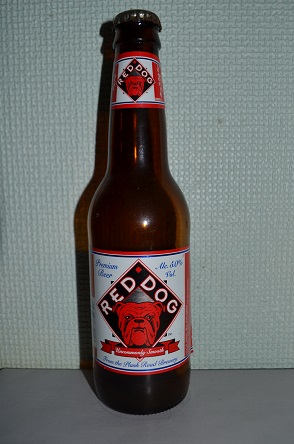 RED DOG
Premium
Beer
Alc. 5.0%
Vol.
RED DOG
Uncommonly Smooth
From the Plank Road Brewery